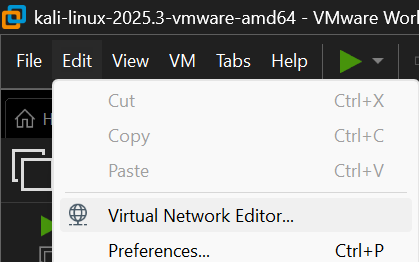 kali-linux-2025.3-vmware-amd64 - VMware Work
File Edit View VM Tabs Help
H
Cut Ctrl+X
Copy Ctrl+C
Paste Ctrl+V
Virtual Network Editor...
Preferences... Ctrl+P